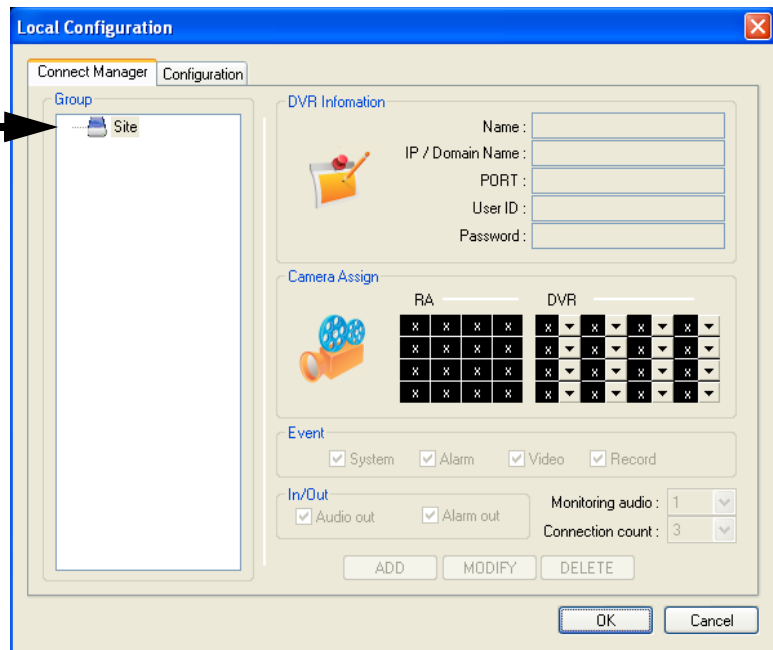 Local Configuration
Connect Manager Configuration
Group
Site
DVR Infomation
Name :
IP / Domain Name :
PORT :
User ID :
Password :
Camera Assign
RA DVR
x x x x x x x x
x x x x x x x x
x x x x x x x x
x x x x x x x x
Event
System Alarm Video Record
In/Out
Audio out Alarm out
Monitoring audio : 1
Connection count : 3
ADD MODIFY DELETE
OK Cancel